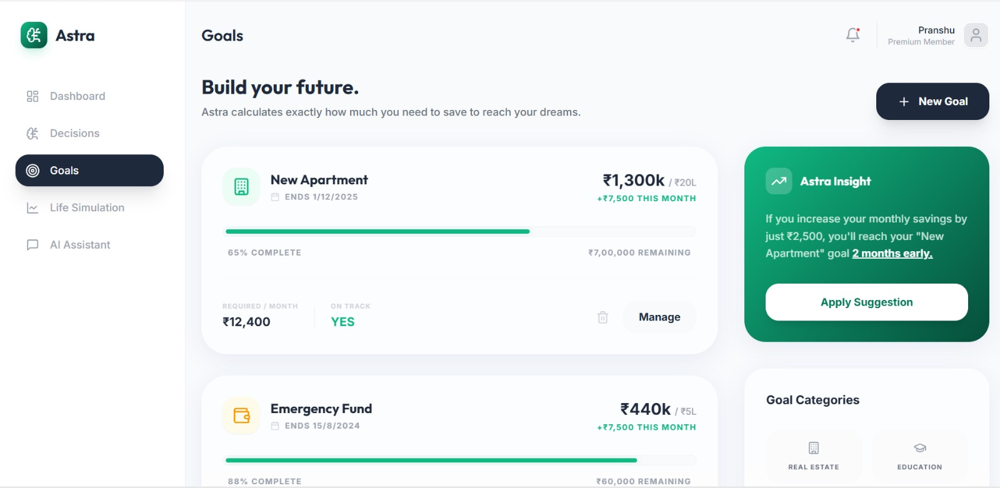 Astra
Dashboard
Decisions
Goals
Life Simulation
AI Assistant
Goals
Pranshu
Premium Member
Build your future.
Astra calculates exactly how much you need to save to reach your dreams.
+ New Goal
New Apartment
ENDS 1/12/2025
₹1,300k / ₹20L
+₹7,500 THIS MONTH
65% COMPLETE
₹7,00,000 REMAINING
REQUIRED / MONTH
₹12,400
ON TRACK
YES
Manage
Emergency Fund
ENDS 15/8/2024
₹440k / ₹5L
+₹7,500 THIS MONTH
88% COMPLETE
₹60,000 REMAINING
Astra Insight
If you increase your monthly savings by
just ₹2,500, you'll reach your "New
Apartment" goal 2 months early.
Apply Suggestion
Goal Categories
REAL ESTATE
EDUCATION